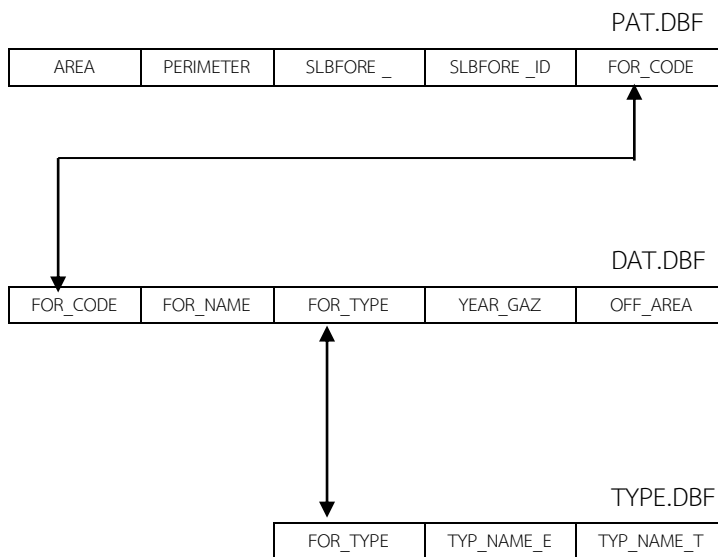 PAT.DBF
AREA PERIMETER SLBFORE _ SLBFORE _ID FOR_CODE
DAT.DBF
FOR_CODE FOR_NAME FOR_TYPE YEAR_GAZ OFF_AREA
TYPE.DBF
FOR_TYPE TYP_NAME_E TYP_NAME_T